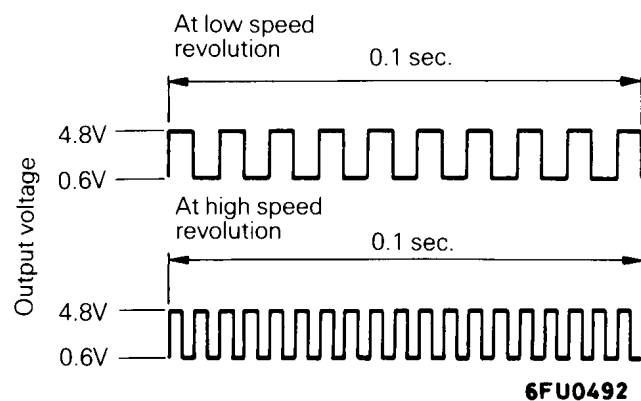 At low speed
revolution
0.1 sec.
4.8V
0.6V
Output voltage
At high speed
revolution
0.1 sec.
4.8V
0.6V
6FU0492